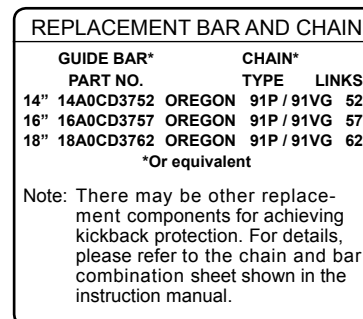 REPLACEMENT BAR AND CHAIN
GUIDE BAR* CHAIN*
PART NO. TYPE LINKS
14” 14A0CD3752 OREGON 91P / 91VG 52
16” 16A0CD3757 OREGON 91P / 91VG 57
18” 18A0CD3762 OREGON 91P / 91VG 62
*Or equivalent
Note: There may be other replace-
ment components for achieving
kickback protection. For details,
please refer to the chain and bar
combination sheet shown in the
instruction manual.